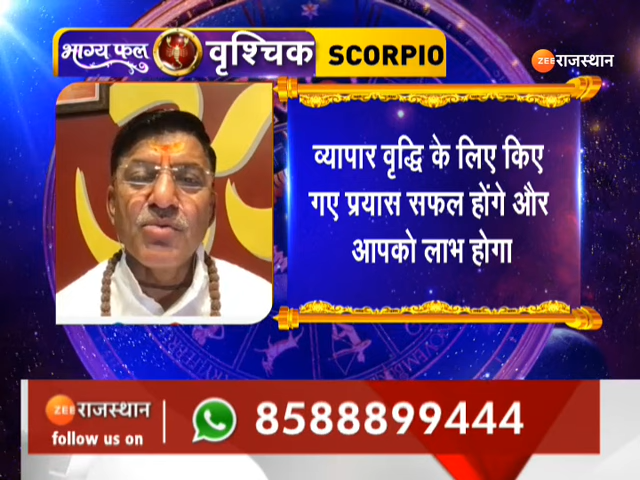 भाग्य फल
वृश्चिक
SCORPIO
ZEE राजस्थान
व्यापार वृद्धि के लिए किए
गए प्रयास सफल होंगे और
आपको लाभ होगा
ZEE राजस्थान
follow us on
8588899444